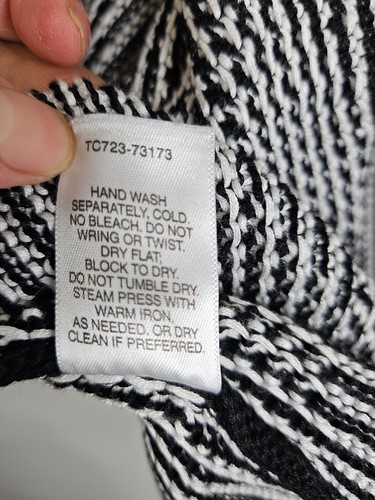 TC723-73173
HAND WASH
SEPARATELY, COLD.
NO BLEACH. DO NOT
WRING OR TWIST.
DRY FLAT;
BLOCK TO DRY.
DO NOT TUMBLE DRY.
STEAM PRESS WITH
WARM IRON,
AS NEEDED. OR DRY
CLEAN IF PREFERRED.